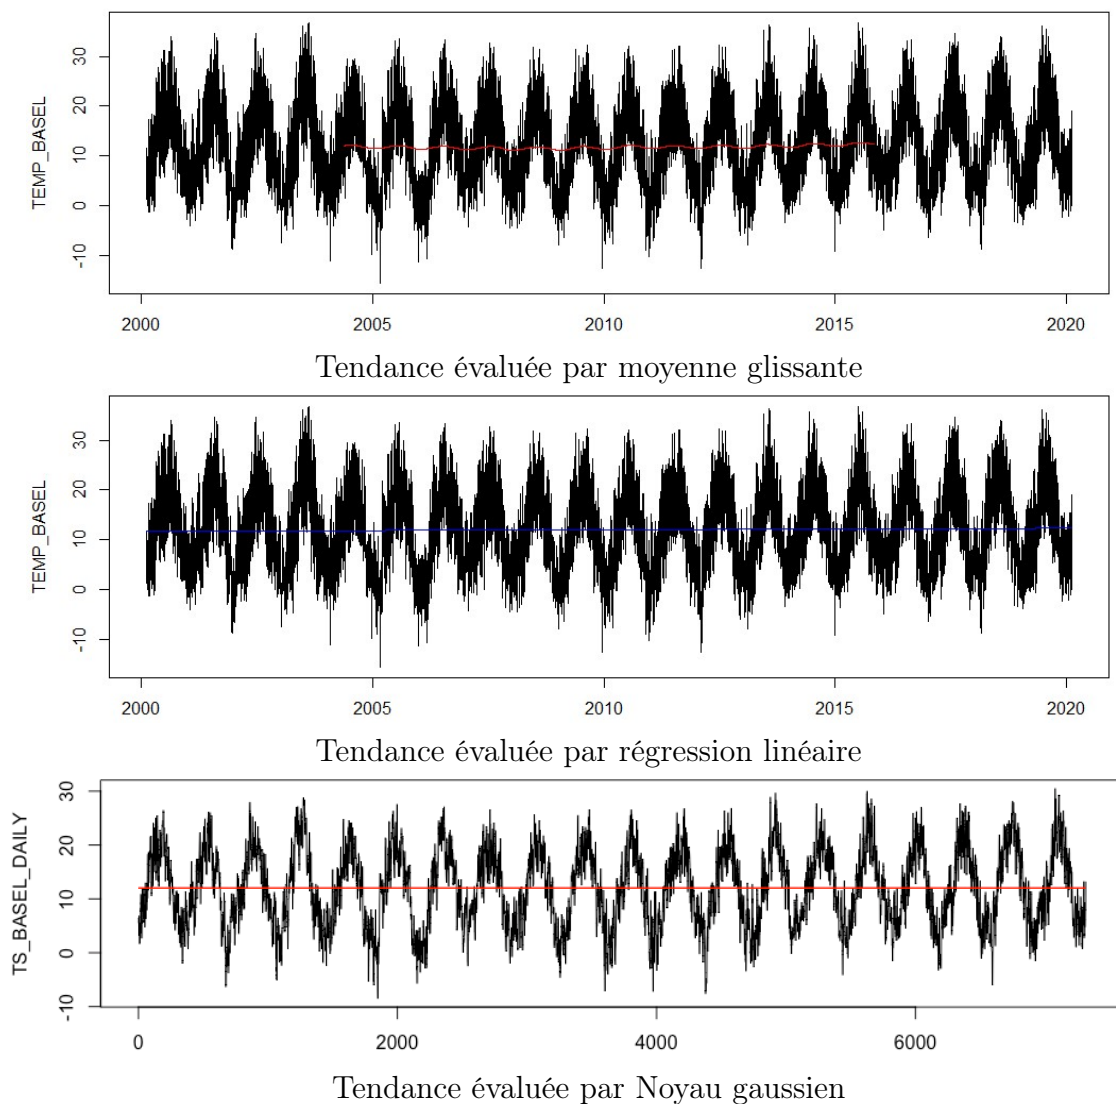 TEMP_BASEL
30
20
10
0
-10
2000 2005 2010 2015 2020
Tendance évaluée par moyenne glissante
TEMP_BASEL
30
20
10
0
-10
2000 2005 2010 2015 2020
Tendance évaluée par régression linéaire
TS_BASEL_DAILY
30
20
10
0
-10
0 2000 4000 6000
Tendance évaluée par Noyau gaussien